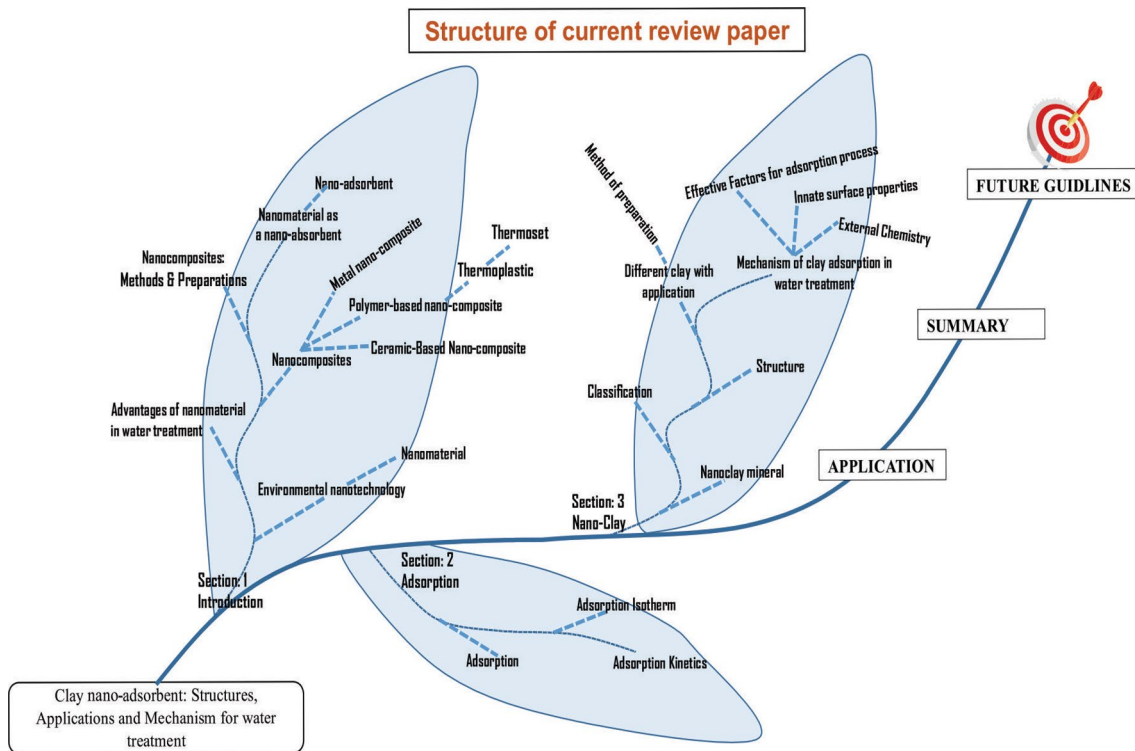 Structure of current review paper
Nano-adsorbent
Nanomaterial as
a nano-absorbent
Nanocomposites:
Methods & Preparations
Metal nano-composite
Thermoset
Thermoplastic
Polymer-based nano-composite
Ceramic-Based Nano-composite
Nanocomposites
Advantages of nanomaterial
in water treatment
Nanomaterial
Environmental nanotechnology
Section: 1
Introduction
Section: 2
Adsorption
Adsorption Isotherm
Adsorption
Adsorption Kinetics
Method of preparation
Effective Factors for adsorption process
Innate surface properties
External Chemistry
Different clay with
application
Mechanism of clay adsorption in
water treatment
Structure
Classification
Nanoclay mineral
Section: 3
Nano-Clay
FUTURE GUIDLINES
SUMMARY
APPLICATION
Clay nano-adsorbent: Structures,
Applications and Mechanism for water
treatment